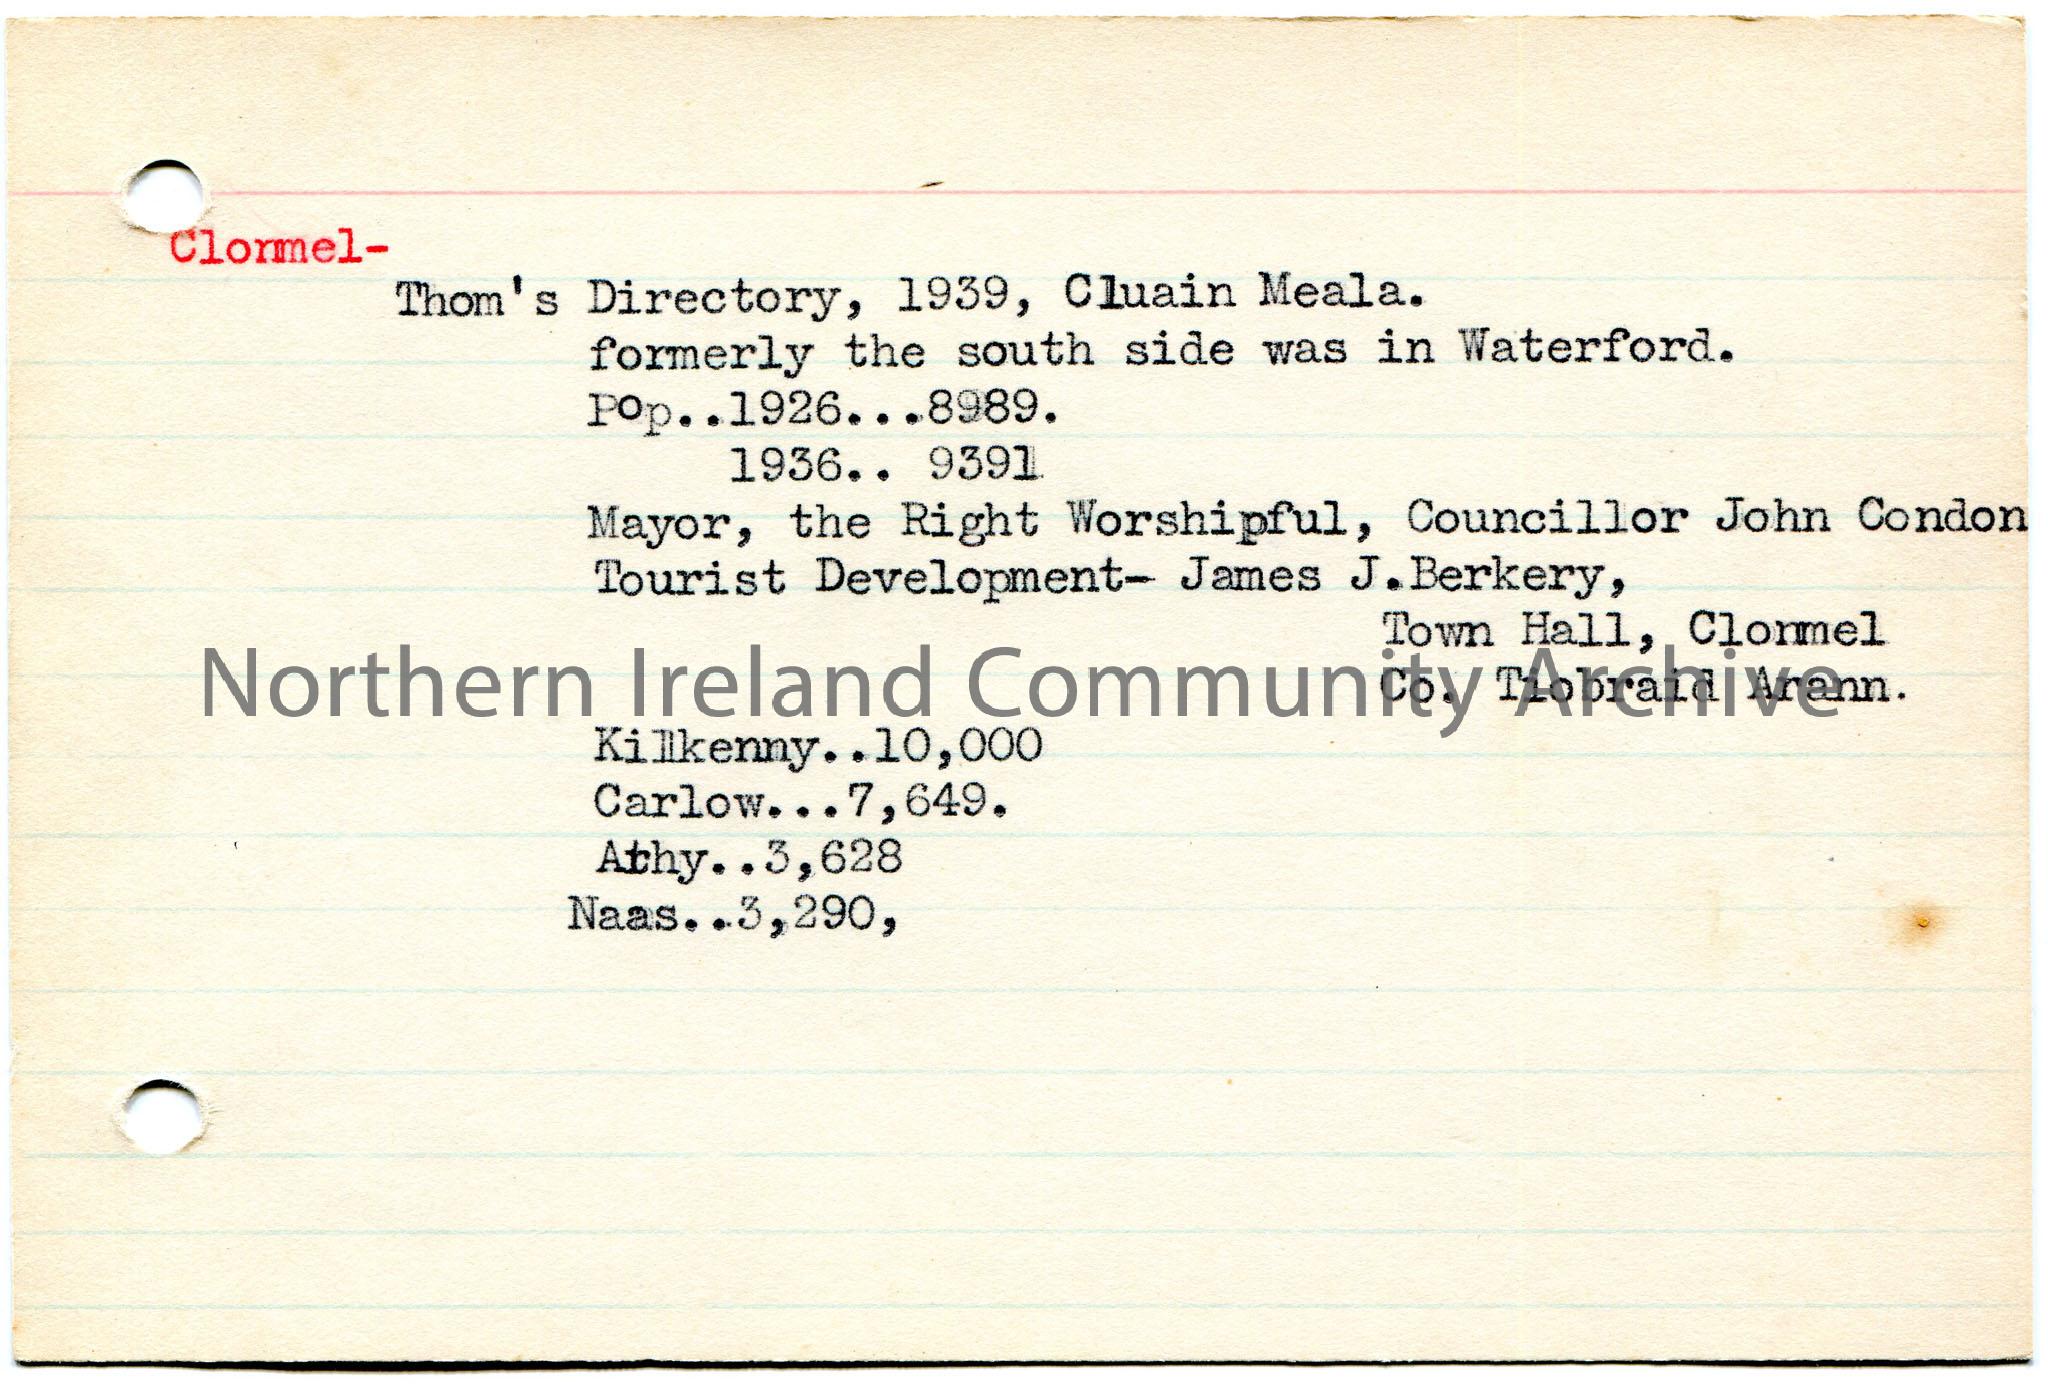 Clonmel-
Thom's Directory, 1939, Cluain Meala.
formerly the south side was in Waterford.
Pop..1926...8989.
1936.. 9391
Mayor, the Right Worshipful, Councillor John Condon
Tourist Development- James J.Berkery,
Town Hall, Clonmel
Co. Tiobraid Arann.
Northern Ireland Community Archive
Kilkenny..10,000
Carlow...7,649.
Athy..3,628
Naas..3,290,